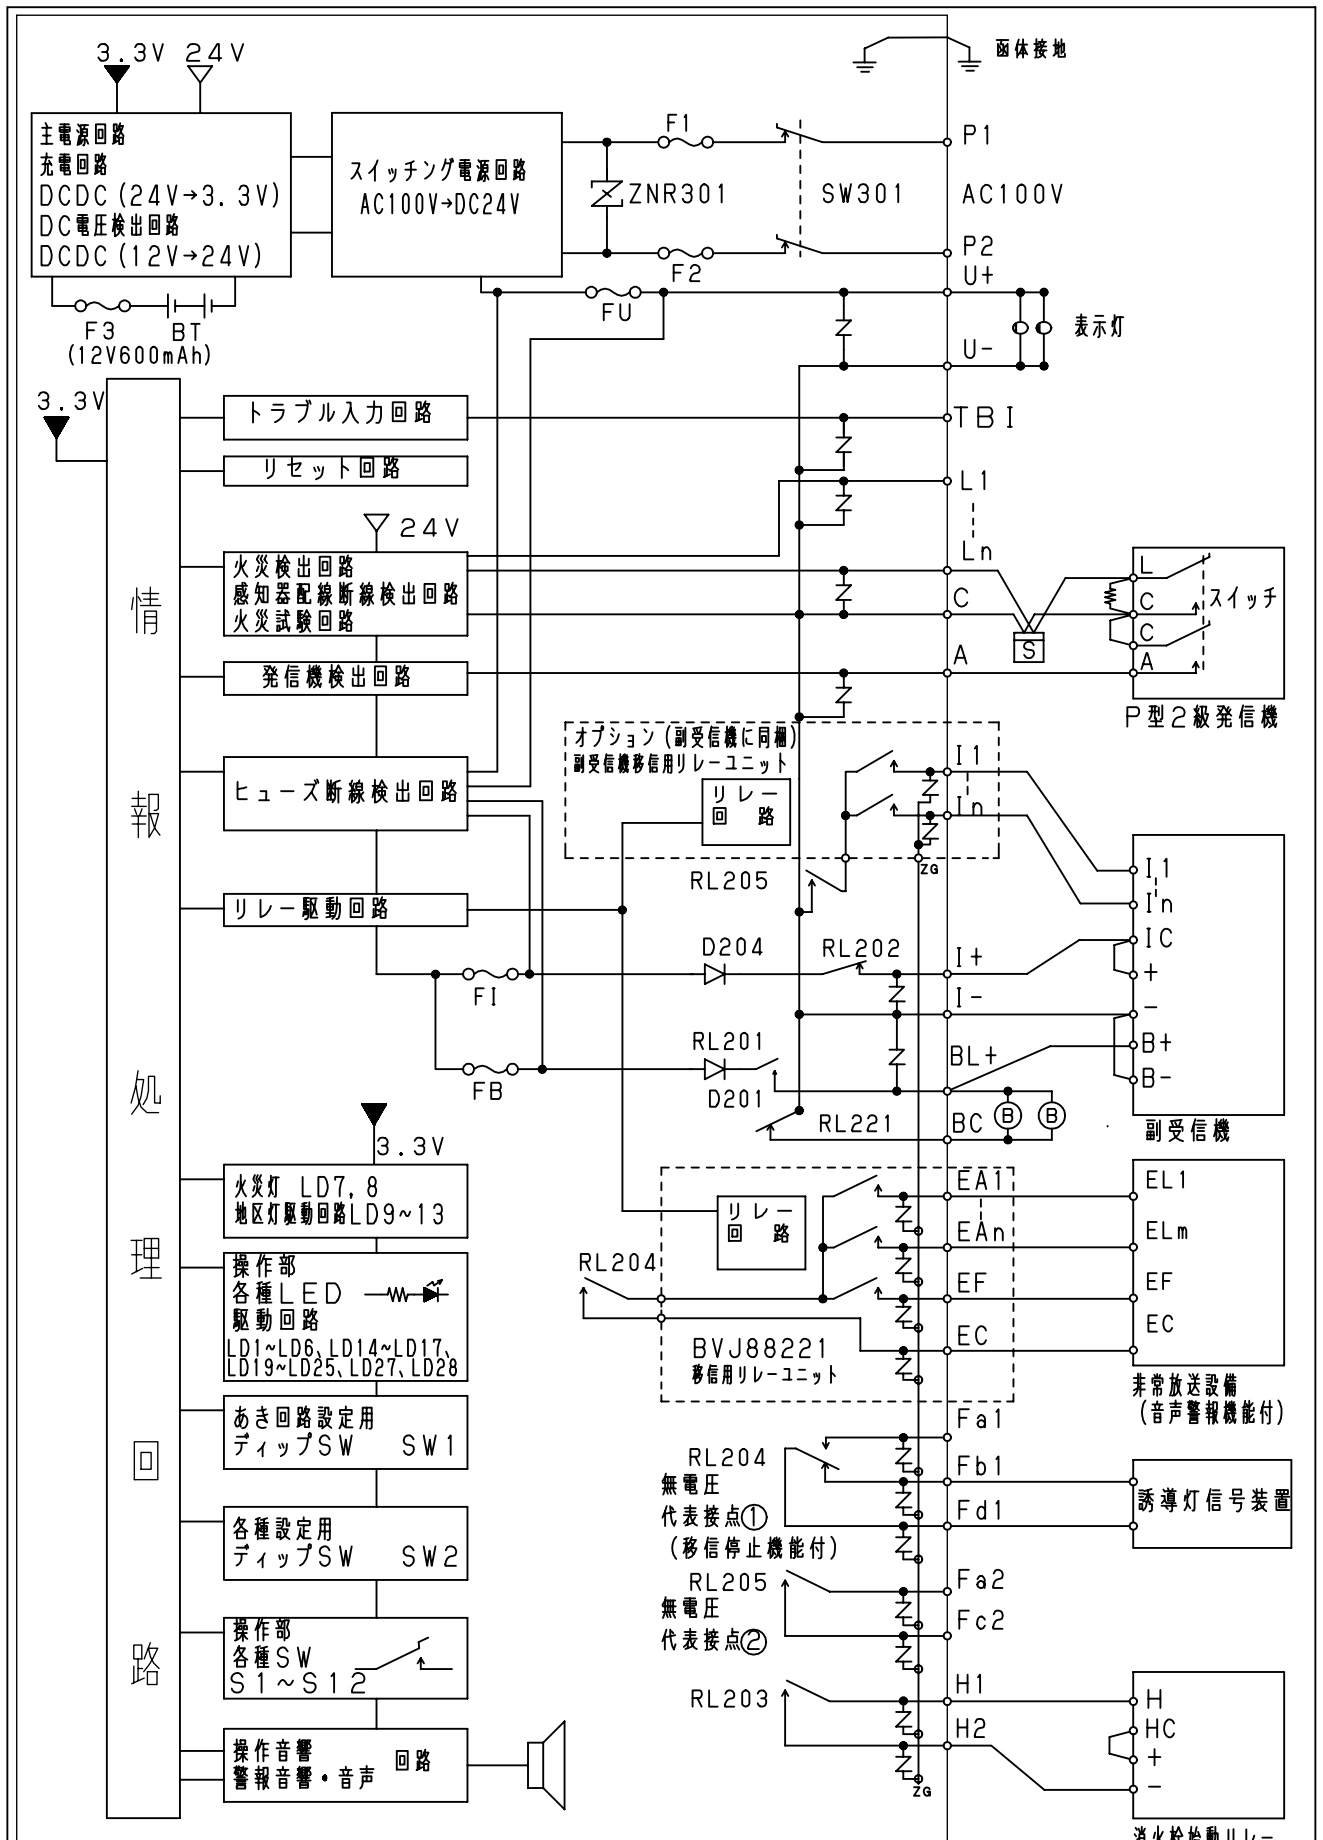 3.3V 24V
函体接地
主電源回路
充電回路
DCDC(24V→3.3V)
DC電圧検出回路
DCDC(12V→24V)
スイッチング電源回路
AC100V→DC24V
F1
ZNR301
SW301
F2
P1
AC100V
P2
F3 BT
(12V600mAh)
FU
U+
U-
表示灯
3.3V
トラブル入力回路
TBI
リセット回路
L1
24V
Ln
火災検出回路
感知器配線断線検出回路
火災試験回路
C
S
L
C
C
A
スイッチ
P型2級発信機
発信機検出回路
A
オプション(副受信機に同梱)
副受信機移信用リレーユニット
リレー
回 路
I1
In
ZG
ヒューズ断線検出回路
RL205
リレー駆動回路
D204
RL202
I+
FI
I-
RL201
D201
BL+
FB
RL221
BC
B B
I1
In
IC
+
-
B+
B-
副受信機
3.3V
火災灯 LD7,8
地区灯駆動回路LD9~13
リレー
回 路
EA1
EAn
EF
EC
EL1
ELm
EF
EC
RL204
BVJ88221
移信用リレーユニット
非常放送設備
(音声警報機能付)
操作部
各種LED
駆動回路
LD1~LD6、LD14~LD17、
LD19~LD25、LD27、LD28
あき回路設定用
ディップSW SW1
Fa1
RL204
無電圧
代表接点①
(移信停止機能付)
Fb1
Fd1
誘導灯信号装置
各種設定用
ディップSW SW2
RL205
無電圧
代表接点②
Fa2
Fc2
操作部
各種SW
S1~S12
RL203
H1
H2
ZG
H
HC
+
-
操作音響
警報音響・音声
回路
消火栓始動リレー
情報処理回路